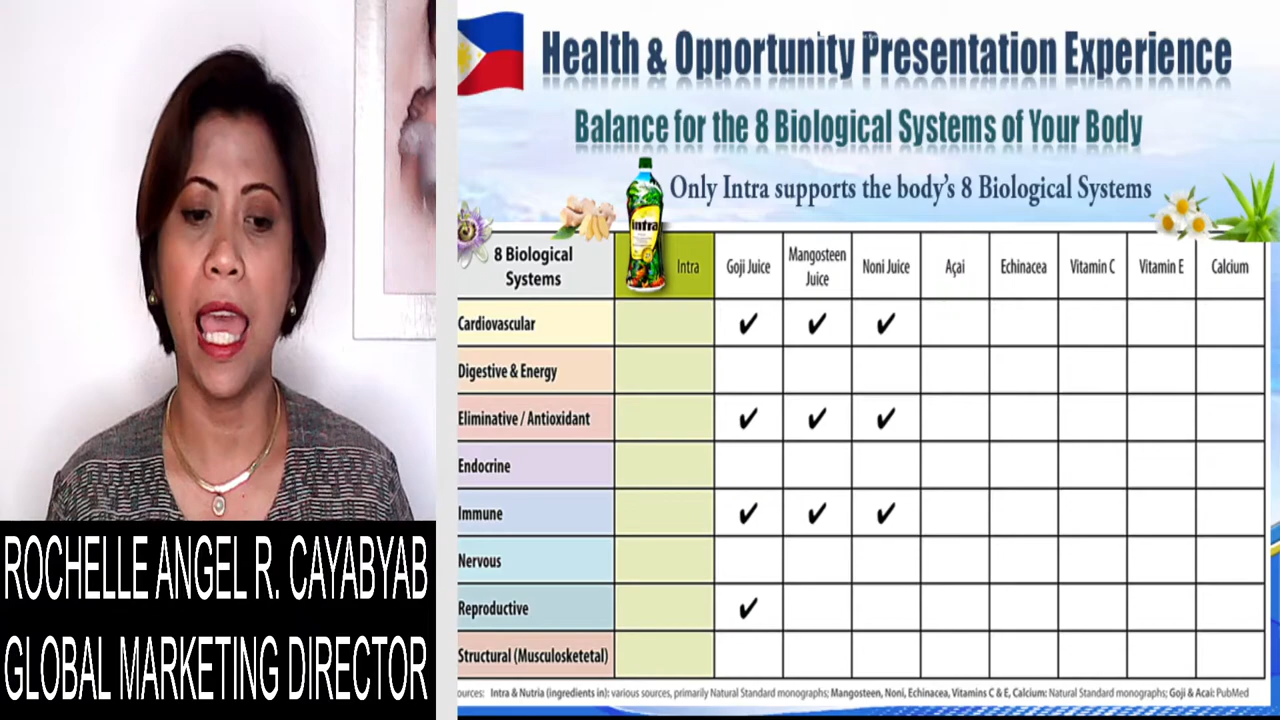 Health & Opportunity Presentation Experience
Balance for the 8 Biological Systems of Your Body
Only Intra supports the body's 8 Biological Systems
intra
8 Biological Systems
Intra
Goji Juice
Mangosteen Juice
Noni Juice
Açai
Echinacea
Vitamin C
Vitamin E
Calcium
Cardiovascular ✔ ✔ ✔
Digestive & Energy
Eliminative / Antioxidant ✔ ✔ ✔
Endocrine
Immune ✔ ✔ ✔
Nervous
Reproductive ✔
Structural (Musculosketetal)
ources: Intra & Nutria (ingredients in): various sources, primarily Natural Standard monographs; Mangosteen, Noni, Echinacea, Vitamins C & E, Calcium: Natural Standard monographs; Goji & Acai: PubMed
ROCHELLE ANGEL R. CAYABYAB
GLOBAL MARKETING DIRECTOR